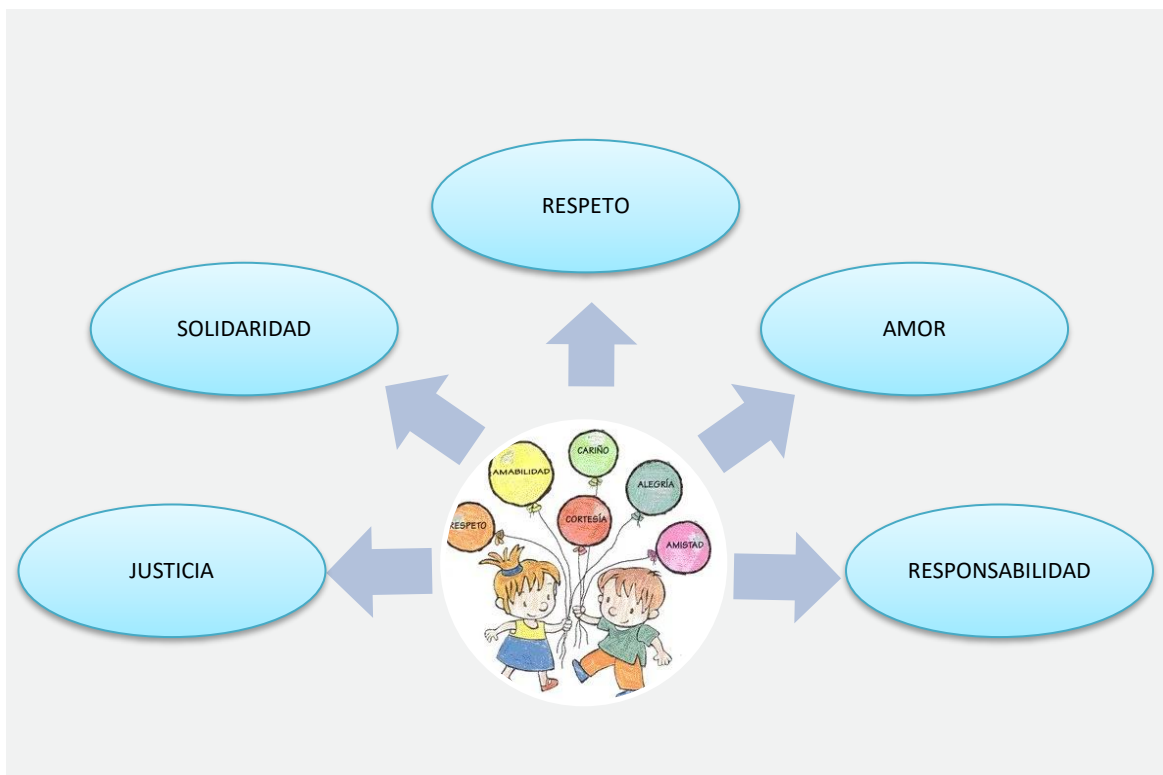 RESPETO
SOLIDARIDAD
AMOR
JUSTICIA
RESPONSABILIDAD
CARIÑO
AMABILIDAD
ALEGRÍA
RESPETO
CORTESÍA
AMISTAD